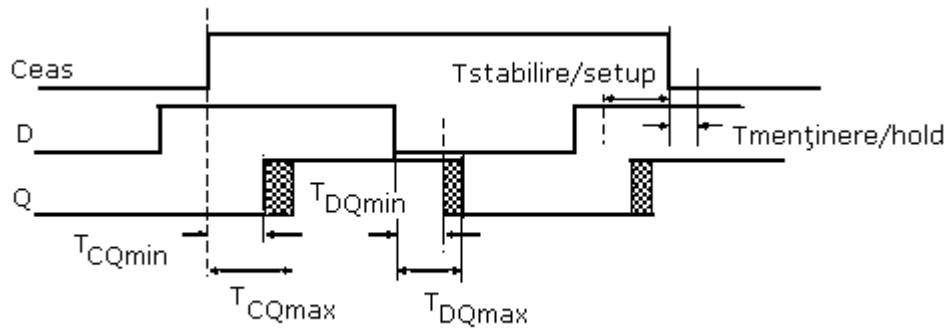 Ceas
Tstabilire/setup
D
Tmenţinere/hold
Q
TDQmin
TCQmin
TCQmax
TDQmax